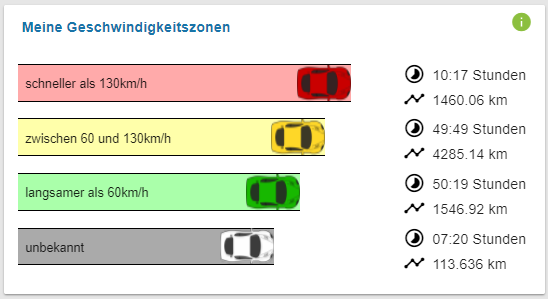 Meine Geschwindigkeitszonen
schneller als 130km/h
10:17 Stunden
1460.06 km
zwischen 60 und 130km/h
49:49 Stunden
4285.14 km
langsamer als 60km/h
50:19 Stunden
1546.92 km
unbekannt
07:20 Stunden
113.636 km